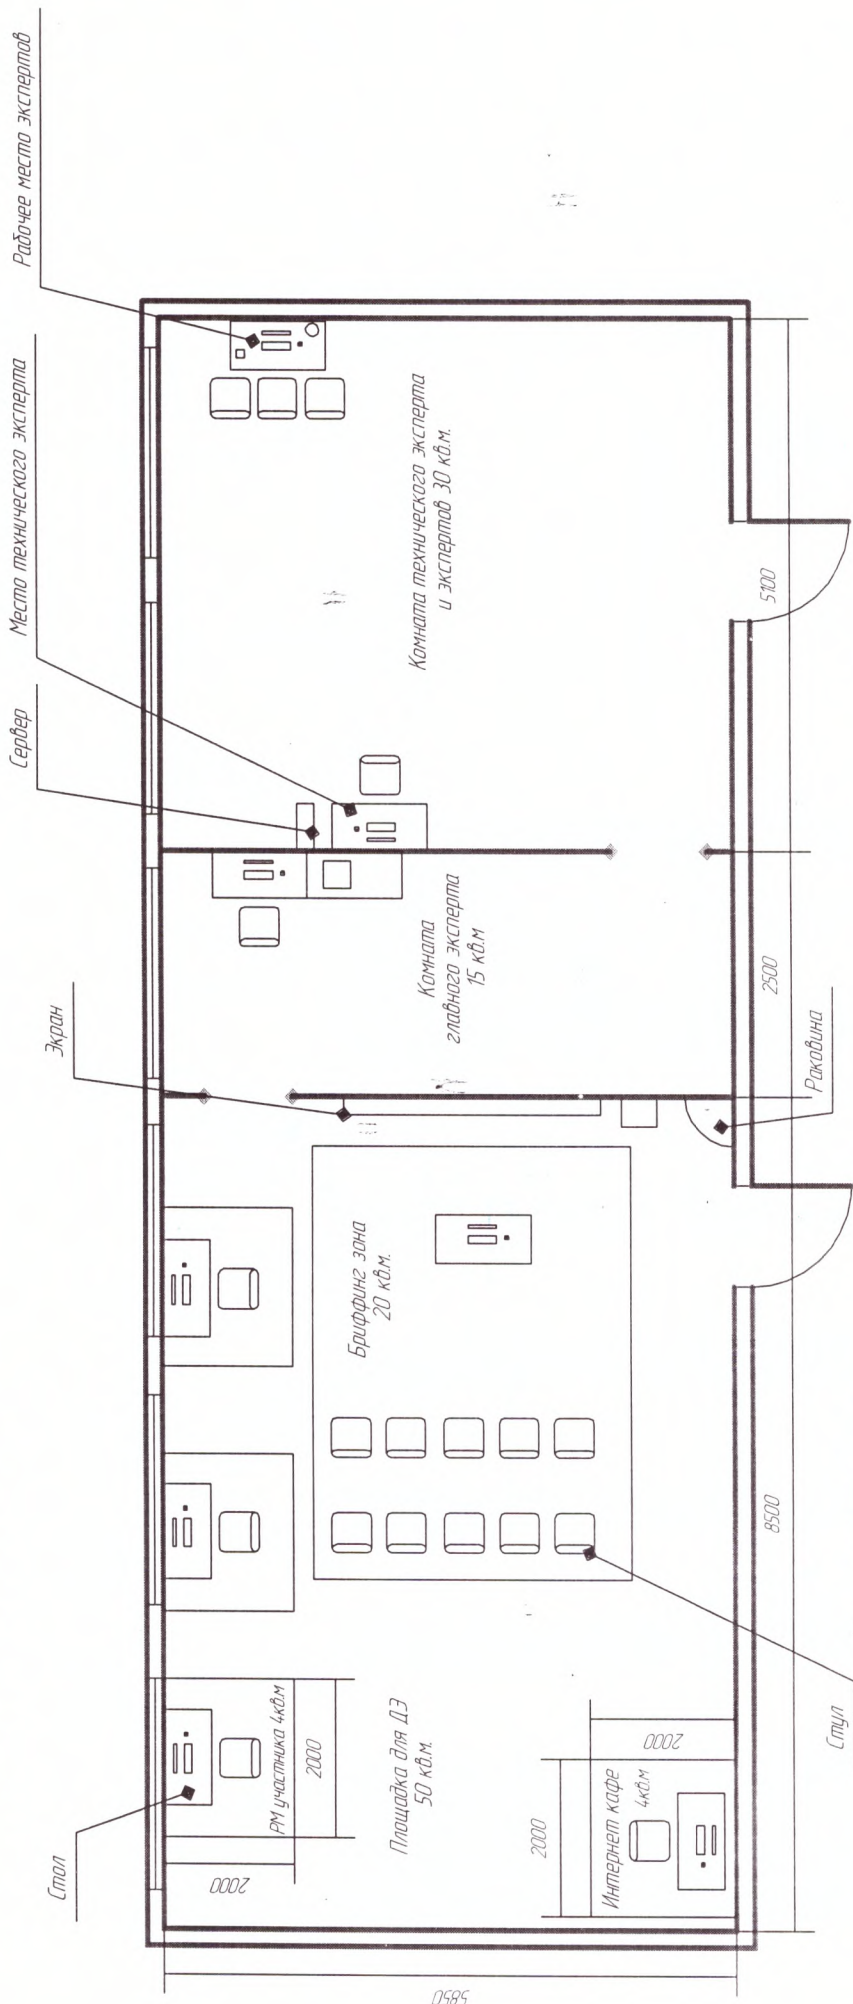 Рабочее место экспертов
Место технического эксперта
Сервер
Экран
Стол
Комната технического эксперта
и экспертов 30 кв.м.
Комната
главного эксперта
15 кв.м
Бриффинг зона
20 кв.м.
Площадка для ДЭ
50 кв.м.
РМ участника 4кв.м
2000
2000
Интернет кафе
4кв.м
2000
2000
Стул
Раковина
5100
2500
8500
5850